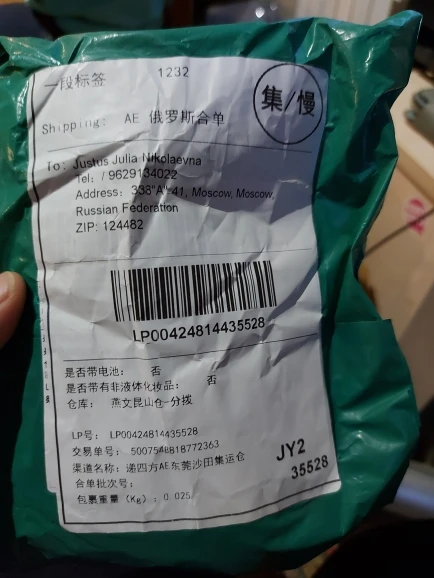 一段标签 1232
集/慢
Shipping: AE 俄罗斯合单
To: Justus Julia Nikolaevna
Tel: / 9629134022
Address: 338"A"-41, Moscow, Moscow,
Russian Federation
ZIP: 124482
LP00424814435528
是否带电池: 否
是否带有非液体化妆品: 否
仓库: 燕文昆山仓-分拨
LP号: LP00424814435528
交易单号:
渠道名称: 递四方AE东莞沙田集运仓
合单批次号:
包裹重量 (Kg): 0.025
JY2
35528